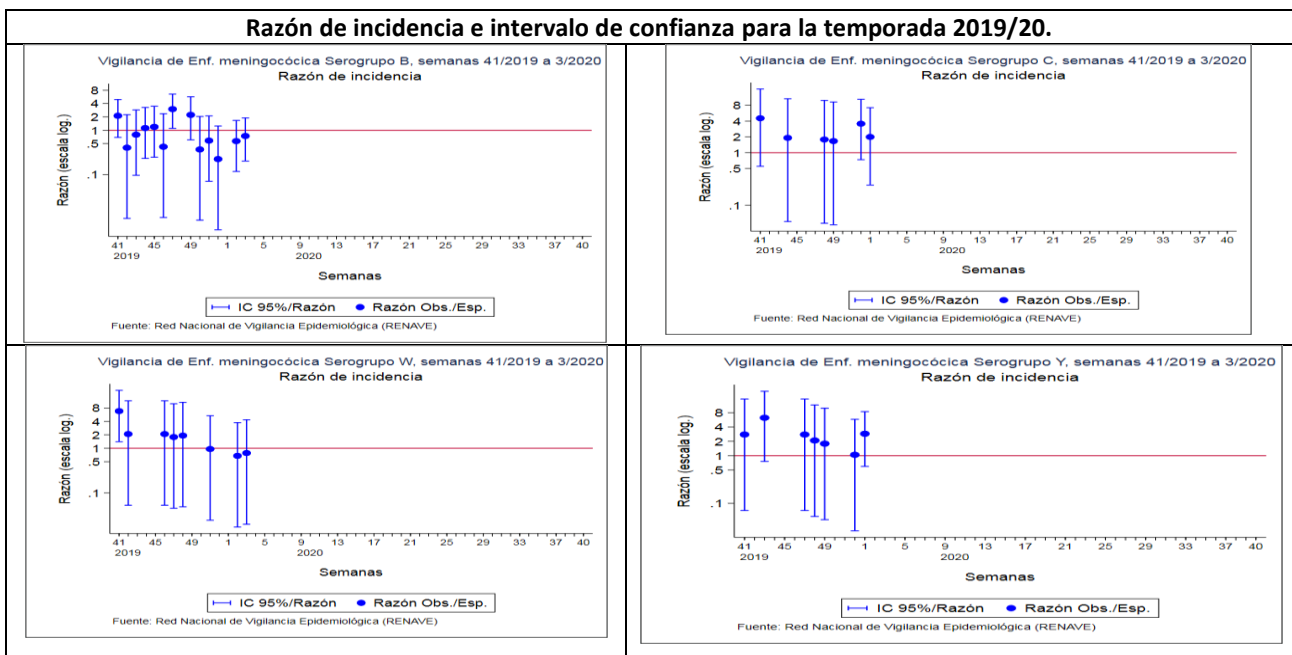 Razón de incidencia e intervalo de confianza para la temporada 2019/20.
Vigilancia de Enf. meningocócica Serogrupo B, semanas 41/2019 a 3/2020
Razón de incidencia
Razón (escala log.)
8
4
2
1
.5
.1
41 45 49 1 5 9 13 17 21 25 29 33 37 40
2019 2020
Semanas
IC 95%/Razón Razón Obs./Esp.
Fuente: Red Nacional de Vigilancia Epidemiológica (RENAVE)
Vigilancia de Enf. meningocócica Serogrupo C, semanas 41/2019 a 3/2020
Razón de incidencia
Razón (escala log.)
8
4
2
1
.5
.1
41 45 49 1 5 9 13 17 21 25 29 33 37 40
2019 2020
Semanas
IC 95%/Razón Razón Obs./Esp.
Fuente: Red Nacional de Vigilancia Epidemiológica (RENAVE)
Vigilancia de Enf. meningocócica Serogrupo W, semanas 41/2019 a 3/2020
Razón de incidencia
Razón (escala log.)
8
4
2
1
.5
.1
41 45 49 1 5 9 13 17 21 25 29 33 37 40
2019 2020
Semanas
IC 95%/Razón Razón Obs./Esp.
Fuente: Red Nacional de Vigilancia Epidemiológica (RENAVE)
Vigilancia de Enf. meningocócica Serogrupo Y, semanas 41/2019 a 3/2020
Razón de incidencia
Razón (escala log.)
8
4
2
1
.5
.1
41 45 49 1 5 9 13 17 21 25 29 33 37 40
2019 2020
Semanas
IC 95%/Razón Razón Obs./Esp.
Fuente: Red Nacional de Vigilancia Epidemiológica (RENAVE)